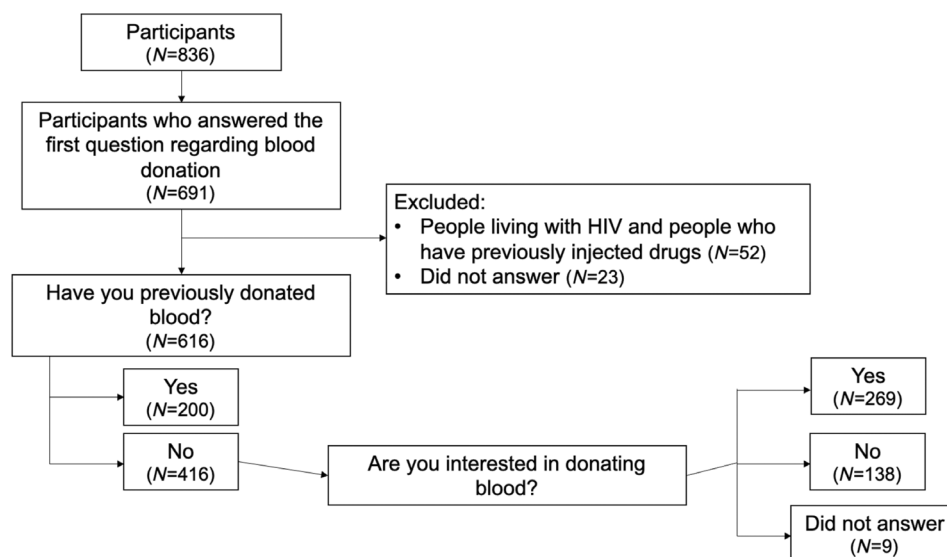 Participants
(N=836)
Participants who answered the
first question regarding blood
donation
(N=691)
Excluded:
• People living with HIV and people who
have previously injected drugs (N=52)
• Did not answer (N=23)
Have you previously donated
blood?
(N=616)
Yes
(N=200)
No
(N=416)
Are you interested in donating
blood?
Yes
(N=269)
No
(N=138)
Did not answer
(N=9)